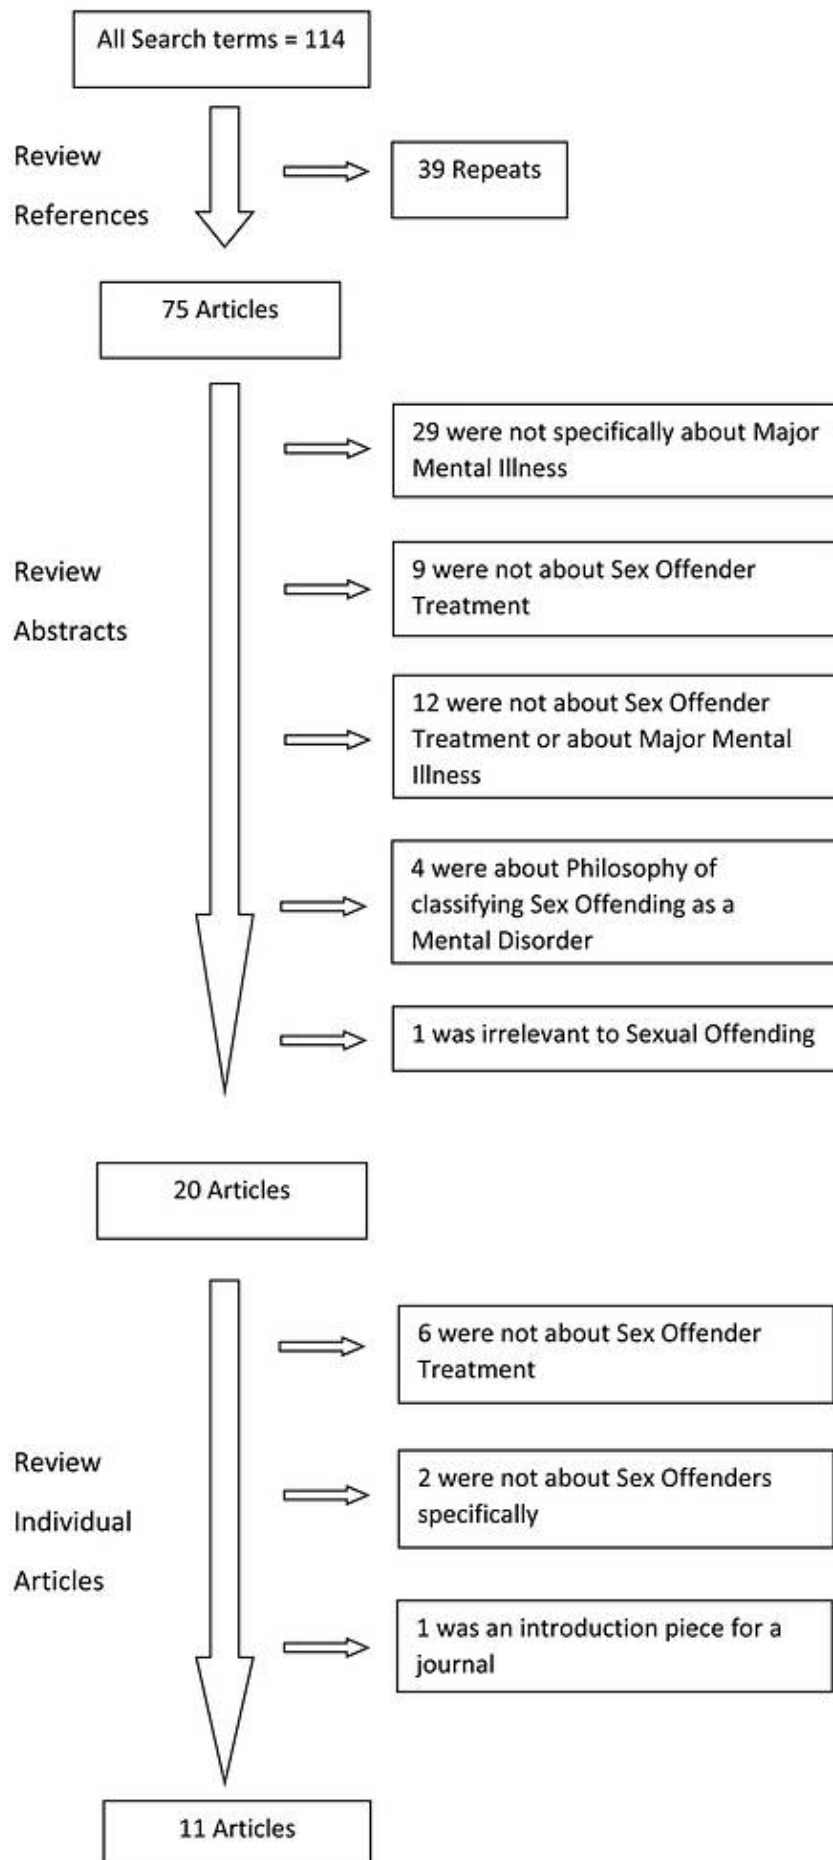 All Search terms = 114
Review
References
39 Repeats
75 Articles
29 were not specifically about Major
Mental Illness
Review
Abstracts
9 were not about Sex Offender
Treatment
12 were not about Sex Offender
Treatment or about Major Mental
Illness
4 were about Philosophy of
classifying Sex Offending as a
Mental Disorder
1 was irrelevant to Sexual Offending
20 Articles
6 were not about Sex Offender
Treatment
Review
Individual
Articles
2 were not about Sex Offenders
specifically
1 was an introduction piece for a
journal
11 Articles